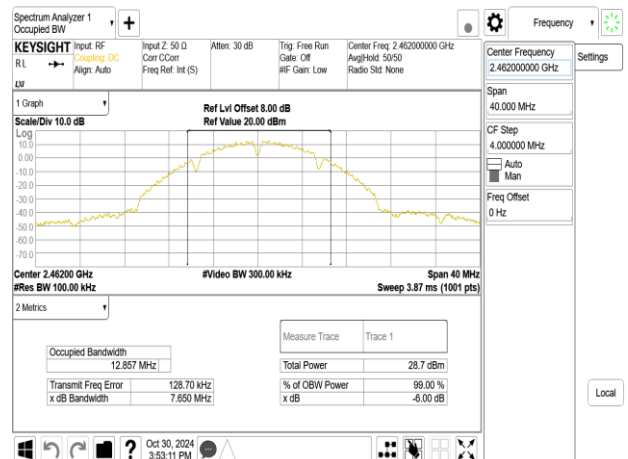 Spectrum Analyzer 1
Occupied BW
Frequency
KEYSIGHT
RL
Align: Auto
Input: RF
Coupling: DC
Input Z: 50 Ω
Corr CCorr
Freq Ref: Int (S)
Atten: 30 dB
Trig: Free Run
Gate: Off
#IF Gain: Low
Center Freq: 2.462000000 GHz
Avg|Hold: 50/50
Radio Std: None
Center Frequency
2.462000000 GHz
Settings
Span
40.000 MHz
CF Step
4.000000 MHz
Auto
Man
Freq Offset
0 Hz
Local
1 Graph
Scale/Div 10.0 dB
Ref Lvl Offset 8.00 dB
Ref Value 20.00 dBm
Log
10.0
0.00
-10.0
-20.0
-30.0
-40.0
-50.0
-60.0
-70.0
Center 2.46200 GHz
#Res BW 100.00 kHz
#Video BW 300.00 kHz
Span 40 MHz
Sweep 3.87 ms (1001 pts)
2 Metrics
Measure Trace Trace 1
Occupied Bandwidth
12.857 MHz
Total Power 28.7 dBm
Transmit Freq Error 128.70 kHz
% of OBW Power 99.00 %
x dB Bandwidth 7.650 MHz
x dB -6.00 dB
?
Oct 30, 2024
3:53:11 PM